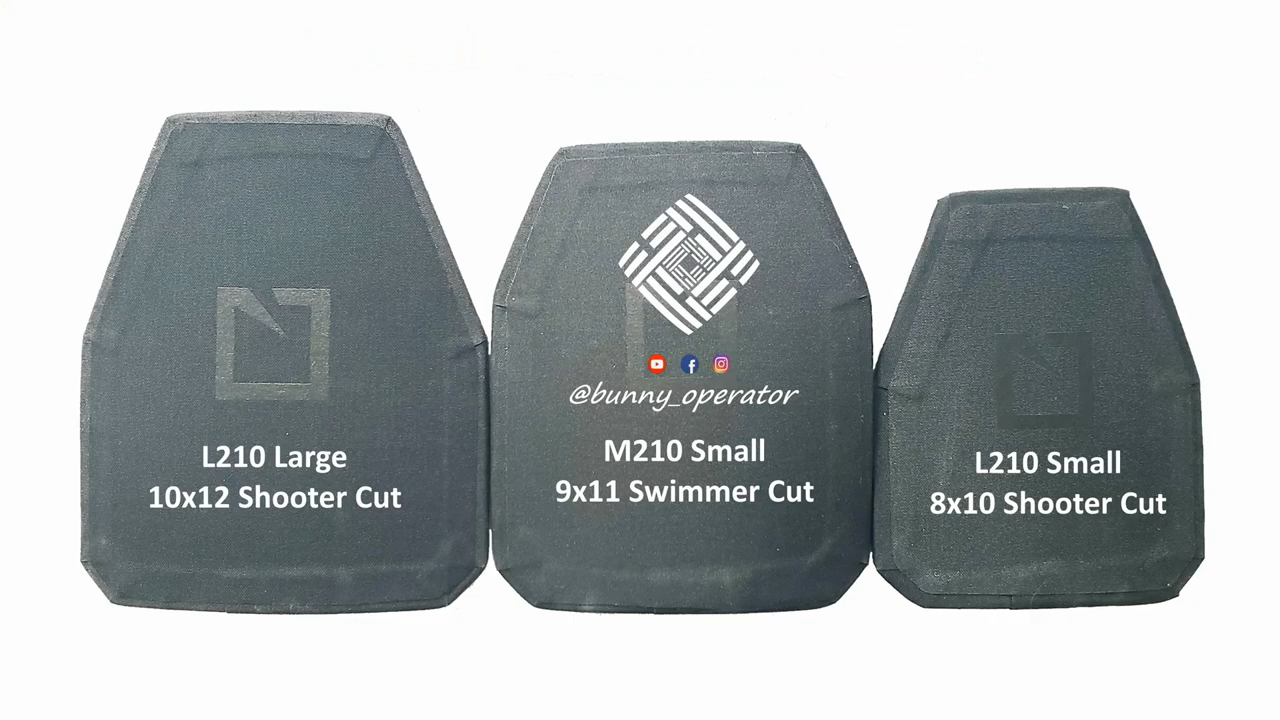 L210 Large
10x12 Shooter Cut
@bunny_operator
M210 Small
9x11 Swimmer Cut
L210 Small
8x10 Shooter Cut